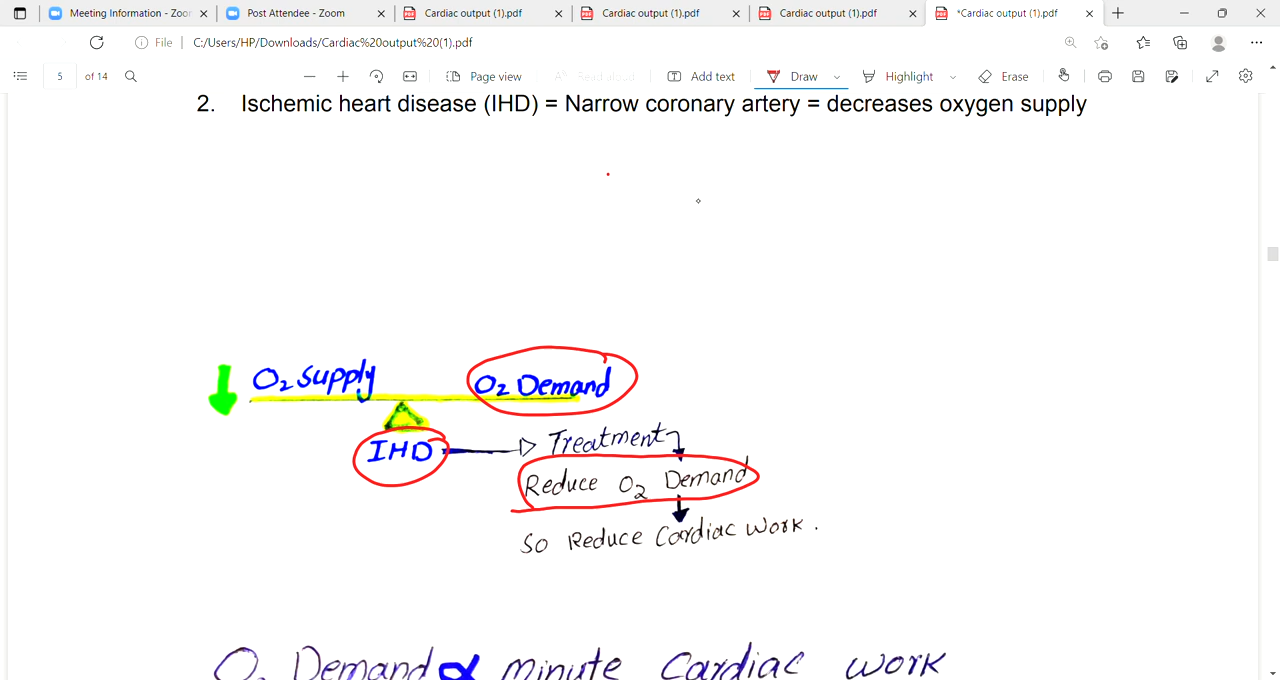 Meeting Information - Zoor
Post Attendee - Zoom
Cardiac output (1).pdf
Cardiac output (1).pdf
Cardiac output (1).pdf
*Cardiac output (1).pdf
File
C:/Users/HP/Downloads/Cardiac%20output%20(1).pdf
5 of 14
Page view
Read aloud
Add text
Draw
Highlight
Erase
2. Ischemic heart disease (IHD) = Narrow coronary artery = decreases oxygen supply
O2 supply
O2 Demand
IHD
Treatment
Reduce O2 Demand
So Reduce Cardiac Work.
O2 Demand α minute Cardiac work